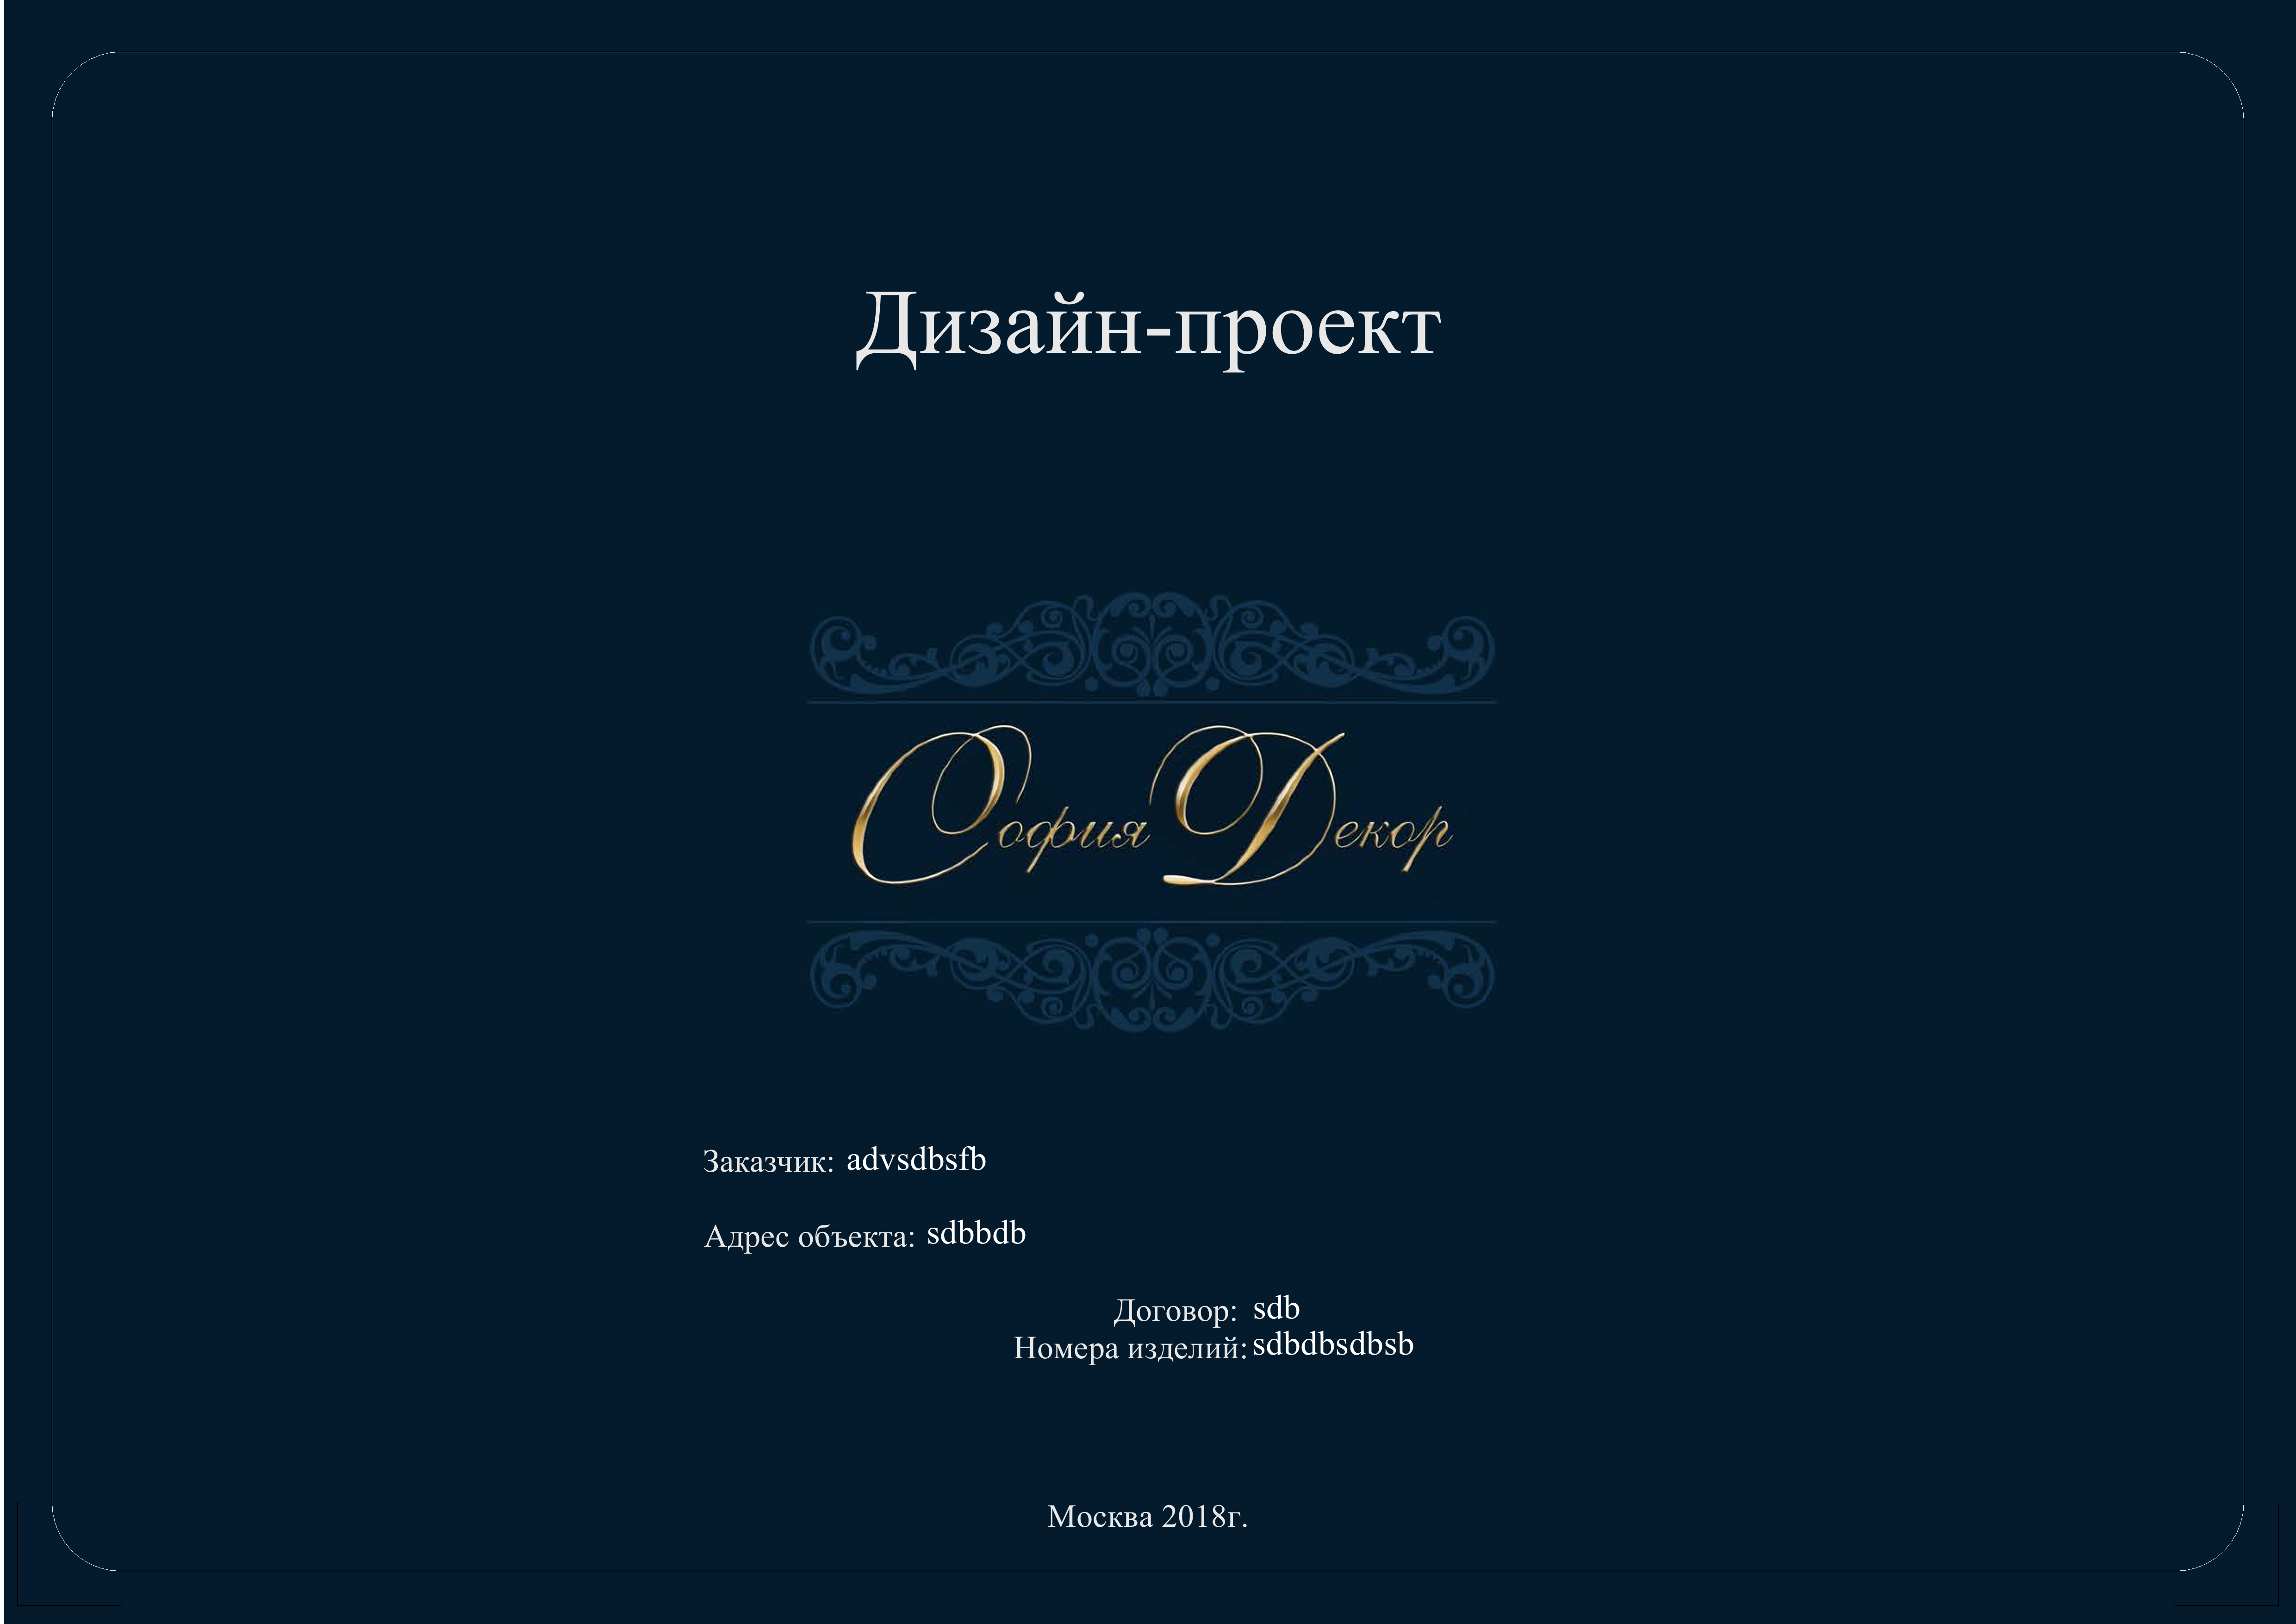 Дизайн-проект
София Декор
Заказчик: advsdbsfb
Адрес объекта: sdbbdb
Договор: sdb
Номера изделий: sdbdbsdbsb
Москва 2018г.